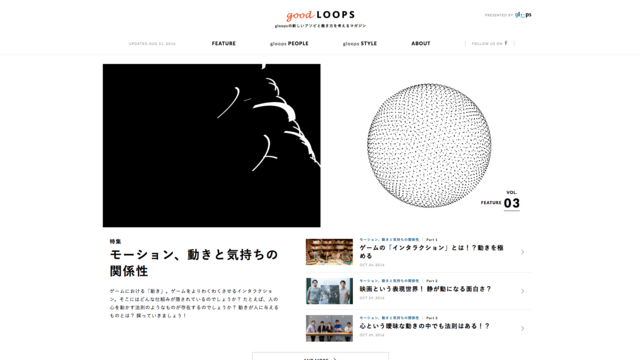 good LOOPS
gloopsの新しいアソビと働き方を考えるマガジン
PRESENTED BY gloops
UPDATED AUG 31, 2016
FEATURE
gloops PEOPLE
gloops STYLE
ABOUT
FOLLOW US ON f
VOL.
FEATURE 03
特集
モーション、動きと気持ちの
関係性
ゲームにおける「動き」。ゲームをよりわくわくさせるインタラクショ
ン。そこにはどんな仕組みが隠されているのでしょうか？ たとえば、人の
心を動かす法則のようなものが存在するのでしょうか？ 動きが人に与える
ものとは？ 探っていきましょう！
モーション、動きと気持ちの関係性 | Part 1
ゲームの「インタラクション」とは！？動きを極
める
OCT 20, 2016
モーション、動きと気持ちの関係性 | Part 2
映画という表現世界！ 静が動になる面白さ？
OCT 20, 2016
モーション、動きと気持ちの関係性 | Part 3
心という曖昧な動きの中でも法則はある！？
OCT 20, 2016